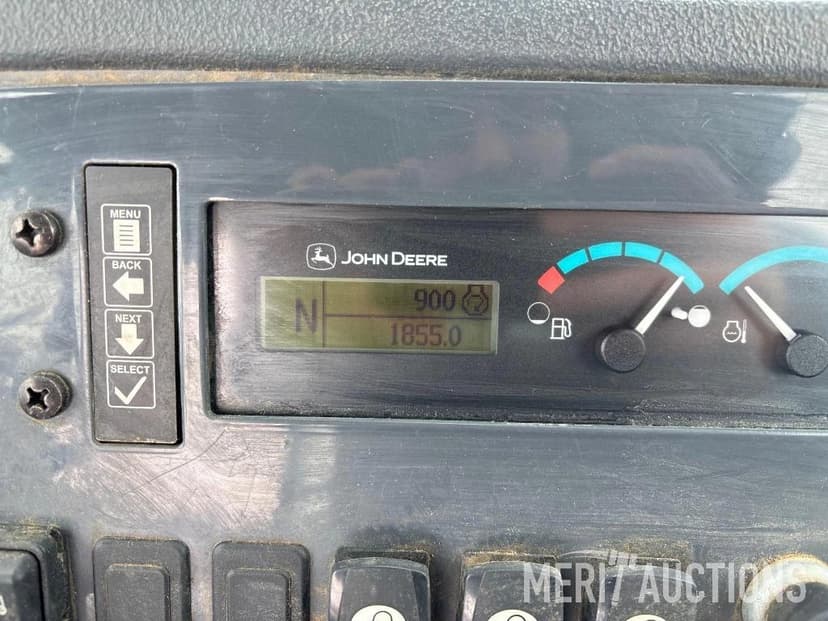 MENU
BACK
NEXT
SELECT
JOHN DEERE
N
900
1855.0
MERIT AUCTIONS